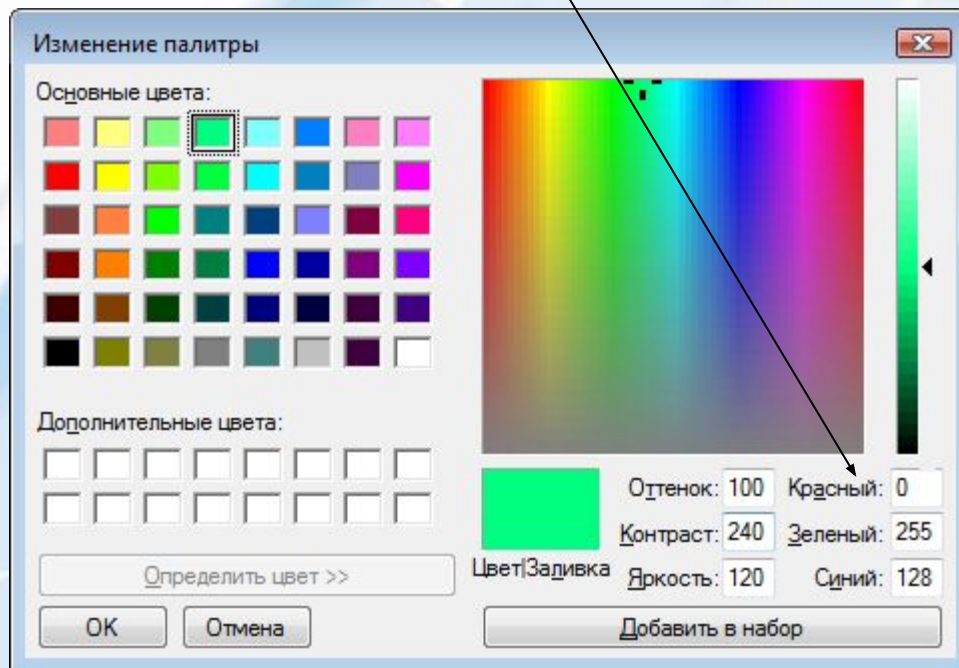 Изменение палитры
Основные цвета:
Дополнительные цвета:
Определить цвет >>
OK
Отмена
Цвет|Заливка
Оттенок: 100
Контраст: 240
Яркость: 120
Красный: 0
Зеленый: 255
Синий: 128
Добавить в набор